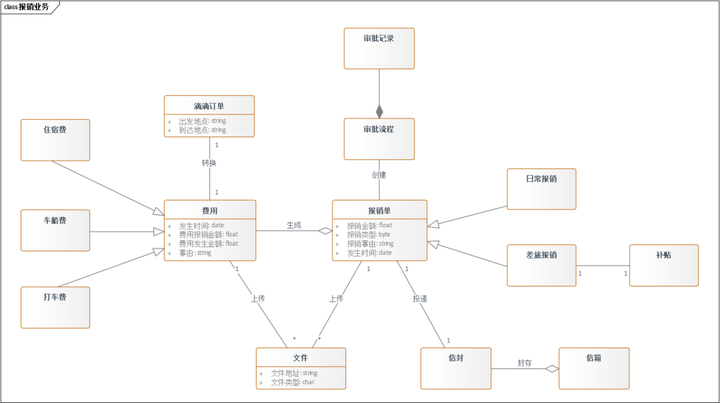 class 报销业务
审批记录
滴滴订单
+ 出发地点: string
+ 到达地点: string
审批流程
住宿费
1
转换
创建
日常报销
1
费用
+ 发生时间: date
+ 费用报销金额: float
+ 费用发生金额: float
+ 事由: string
生成
报销单
+ 报销金额: float
+ 报销类型: byte
+ 报销事由: string
+ 发生时间: date
车船费
差旅报销
补贴
1
1
1
1
1
打车费
上传
上传
投递
*
*
1
文件
+ 文件地址: string
+ 文件类型: char
信封
封存
信箱